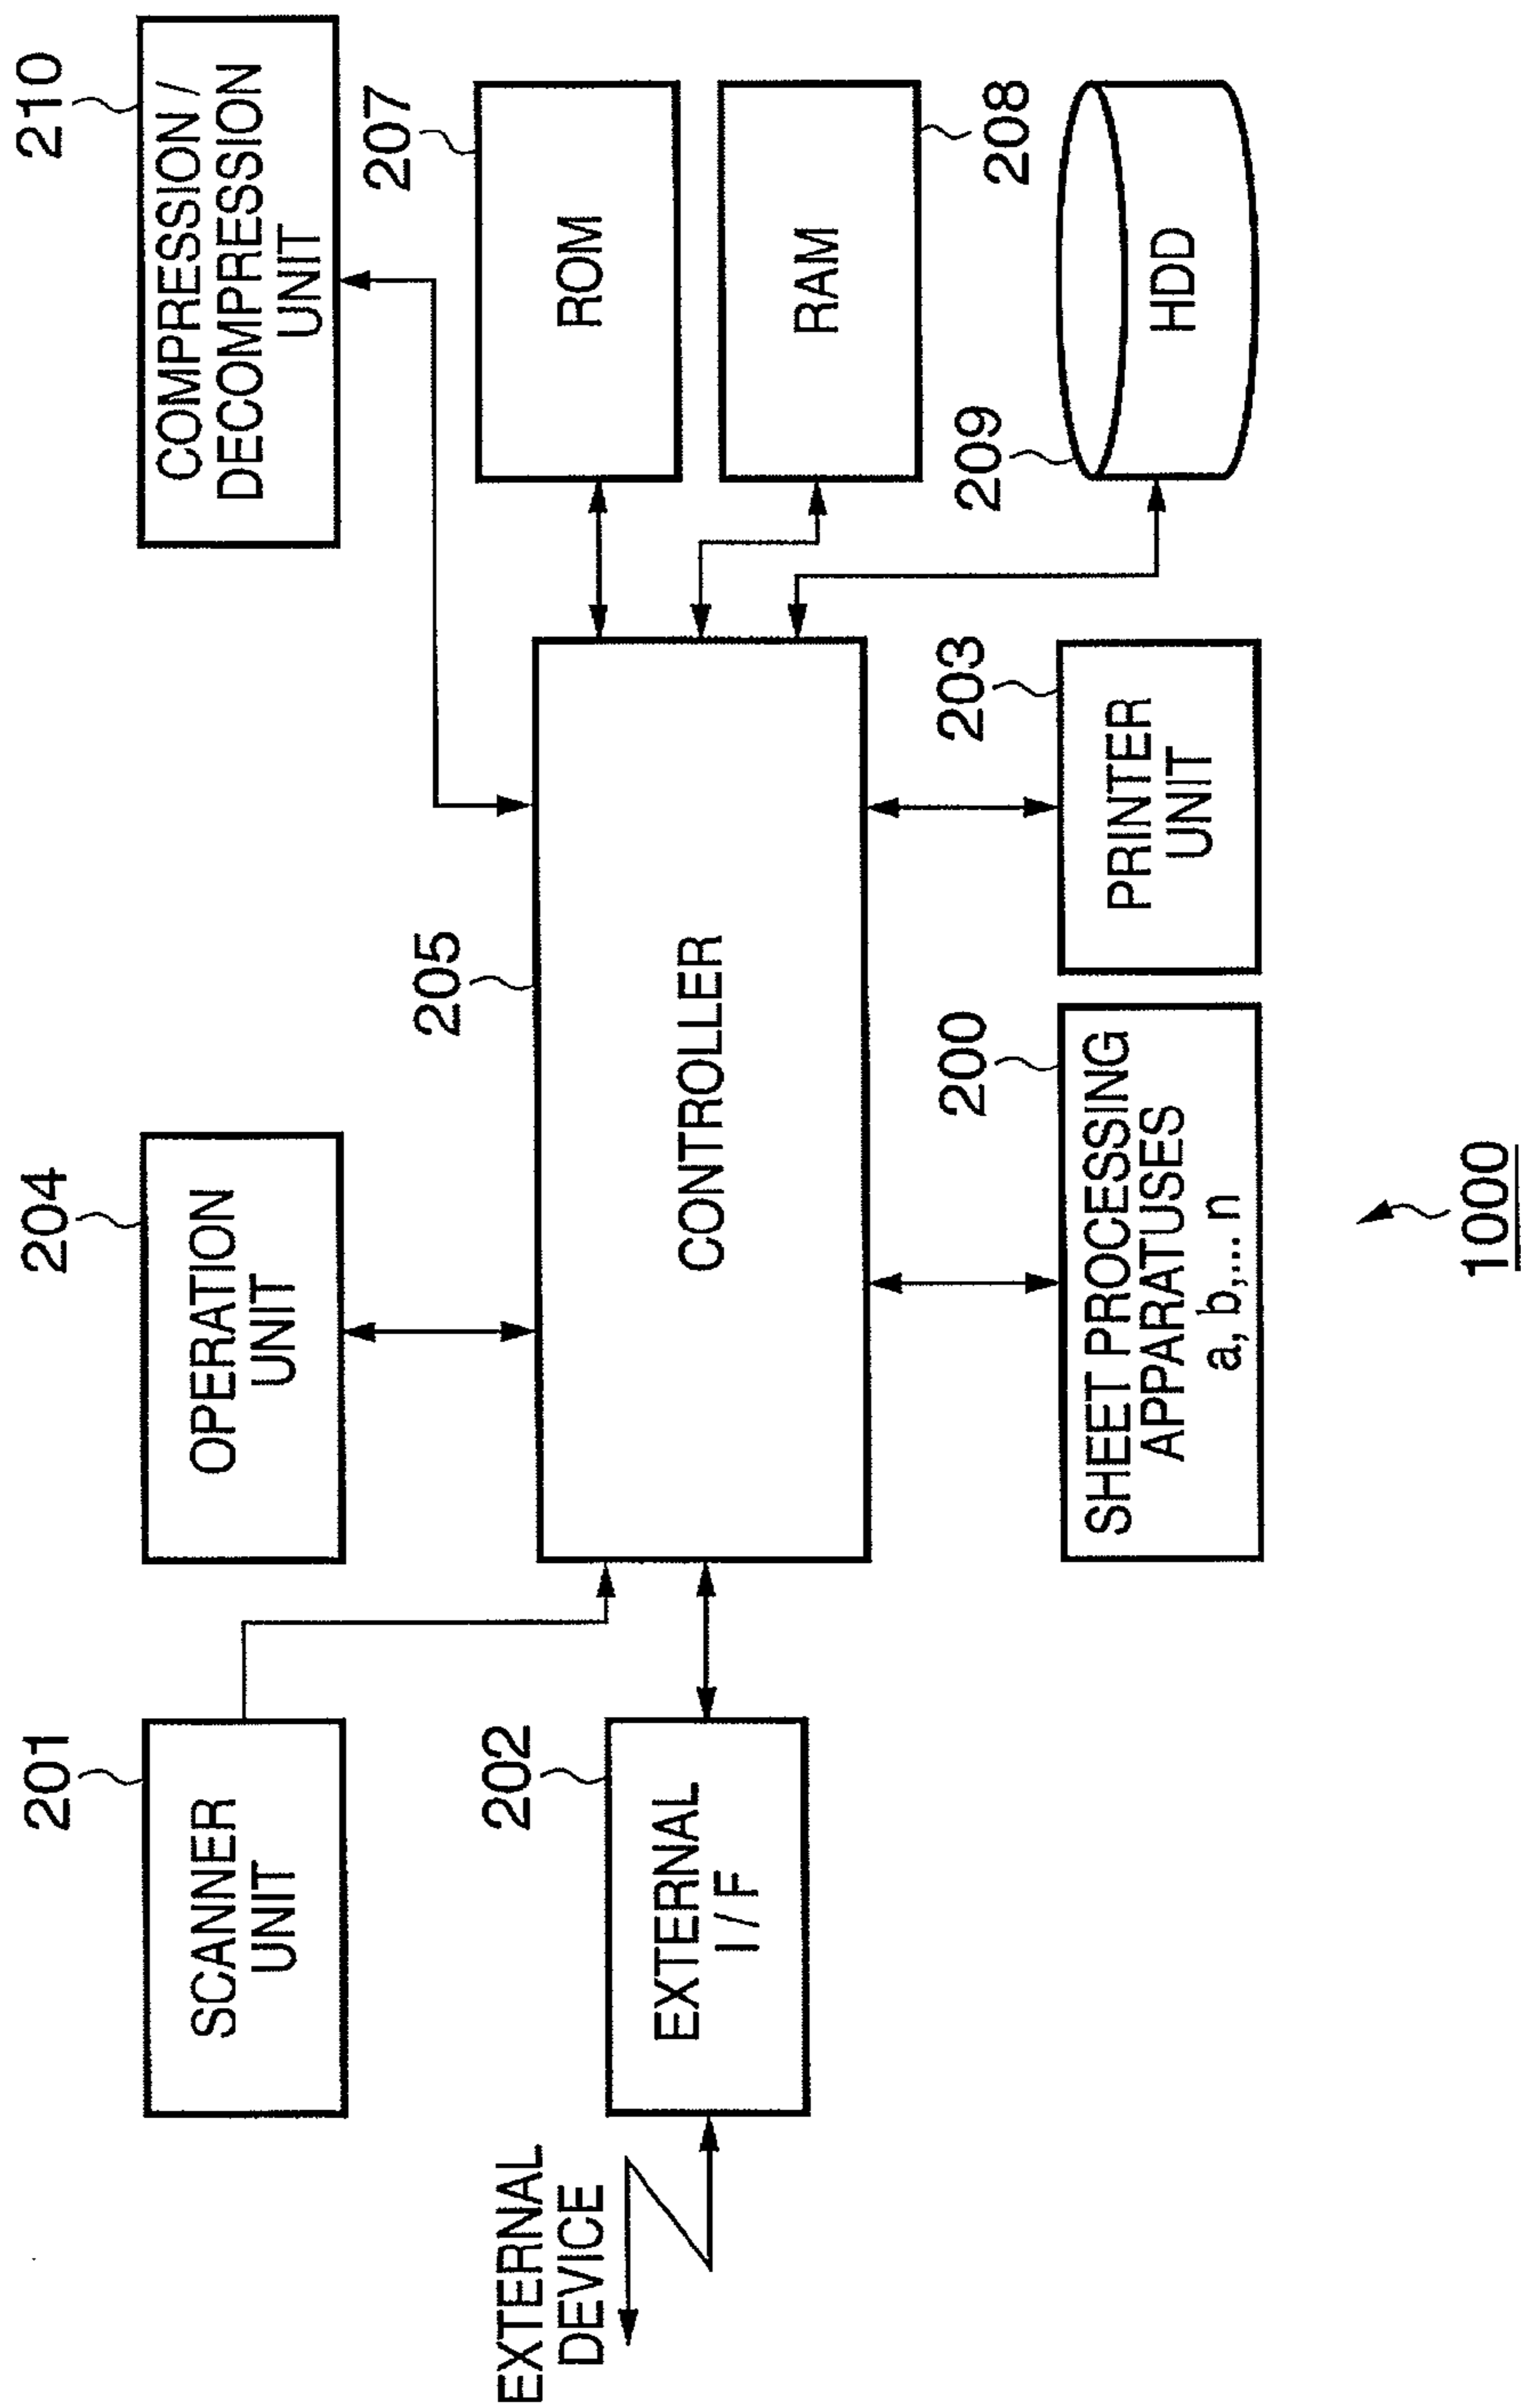 201
SCANNER
UNIT
204
OPERATION
UNIT
210
COMPRESSION /
DECOMPRESSION
UNIT
207
ROM
205
CONTROLLER
EXTERNAL
DEVICE
202
EXTERNAL
I / F
RAM
208
200
SHEET PROCESSING
APPARATUSES
a, b,... n
203
PRINTER
UNIT
209
HDD
1000